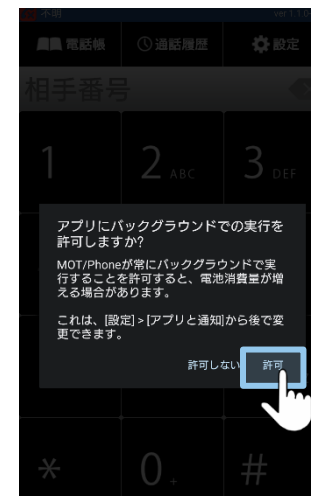 不明 ver 1.1.0
電話帳 通話履歴 設定
相手番号
1 2 ABC 3 DEF
アプリにバックグラウンドでの実行を
許可しますか?
MOT/Phoneが常にバックグラウンドで実
行することを許可すると、電池消費量が増
える場合があります。
これは、[設定]>[アプリと通知]から後で変
更できます。
許可しない 許可
* 0 + #